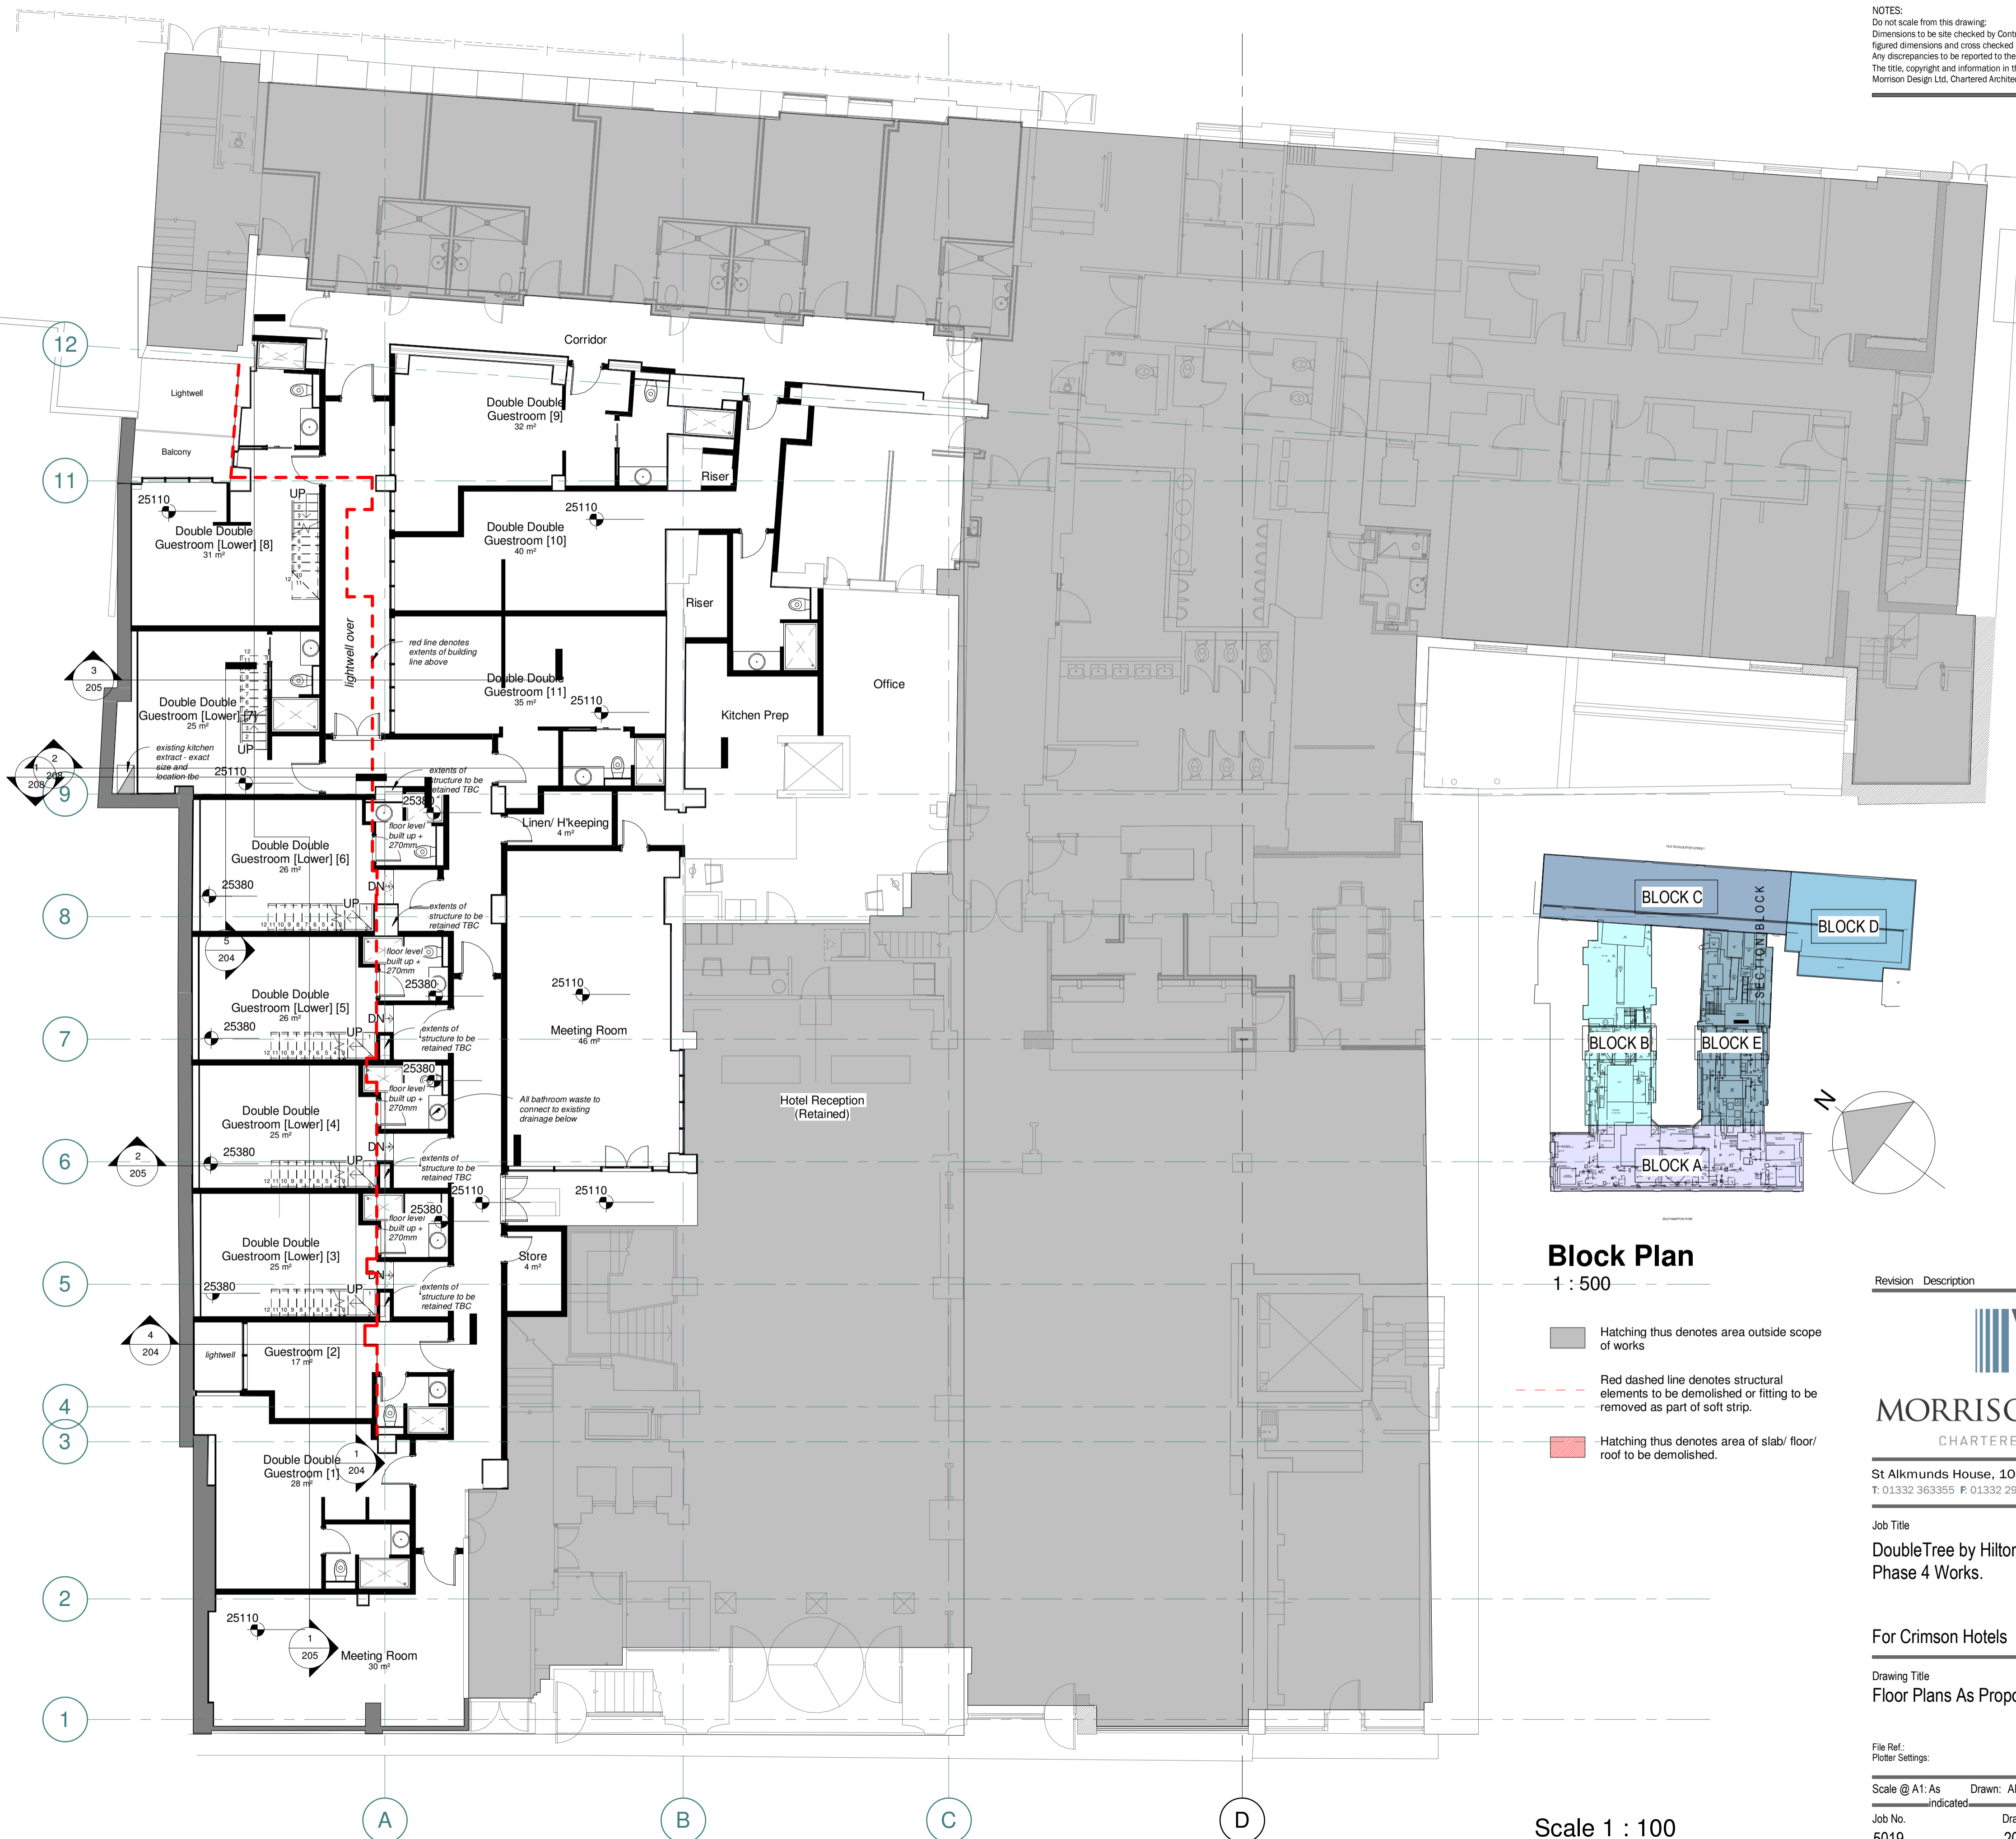 NOTES:
Do not scale from this drawing:
Dimensions to be site checked by
figured dimensions and cross checked
Any discrepancies to be reported to the
The title, copyright and information in
Morrison Design Ltd, Chartered
12
Corridor
Lightwell
Double Double
Guestroom [9]
32 m²
Balcony
11
Riser
UP
25110
25110
Double Double
Guestroom [Lower] [8]
31 m²
Double Double
Guestroom [10]
40 m²
Riser
lightwell over
red line denotes
extents of building
line above
3
205
Double Double
Guestroom [11]
35 m²
25110
Office
Double Double
Guestroom [Lower] [7]
25 m²
Kitchen Prep
UP
existing kitchen
extract - exact
size and
location tbc
25110
2
208
1
208
9
extents of
structure to be
retained TBC
25380
floor level
built up +
270mm
Linen/ H'keeping
4 m²
Double Double
Guestroom [Lower] [6]
26 m²
25380
DN
UP
8
extents of
structure to be
retained TBC
5
204
floor level
built up +
270mm
25380
Double Double
Guestroom [Lower] [5]
26 m²
25380
DN
UP
7
extents of
structure to be
retained TBC
25110
Meeting Room
46 m²
25380
floor level
built up +
270mm
Double Double
Guestroom [Lower] [4]
25 m²
All bathroom waste to
connect to existing
drainage below
Hotel Reception
(Retained)
25380
DN
UP
6
2
205
extents of
structure to be
retained TBC
25110
25110
25380
floor level
built up +
270mm
Double Double
Guestroom [Lower] [3]
25 m²
Store
4 m²
25380
DN
UP
5
extents of
structure to be
retained TBC
4
204
lightwell
Guestroom [2]
17 m²
4
3
Double Double
Guestroom [1]
28 m²
1
204
2
25110
1
205
Meeting Room
30 m²
1
A
B
C
D
BLOCK C
BLOCK D
SECTION BLOCK
BLOCK B
BLOCK E
BLOCK A
N
Block Plan
1 : 500
Hatching thus denotes area outside scope
of works
Red dashed line denotes structural
elements to be demolished or fitting to be
removed as part of soft strip.
Hatching thus denotes area of slab/ floor/
roof to be demolished.
Scale 1 : 100
Revision Description
CHARTERE
St Alkmunds House, 10
T: 01332 363355 F: 01332 29
Job Title
DoubleTree by Hilton
Phase 4 Works.
For Crimson Hotels
Drawing Title
Floor Plans As
File Ref.:
Plotter Settings:
Scale @ A1: As
indicated
Drawn:
Job No.